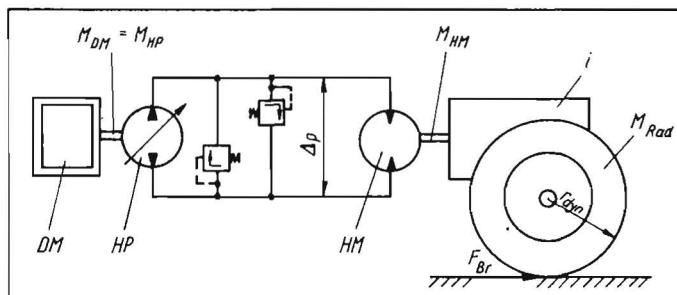 M_DM = M_HP
M_HM
i
M_Rad
Δp
r_dyn
DM
HP
HM
F_Br